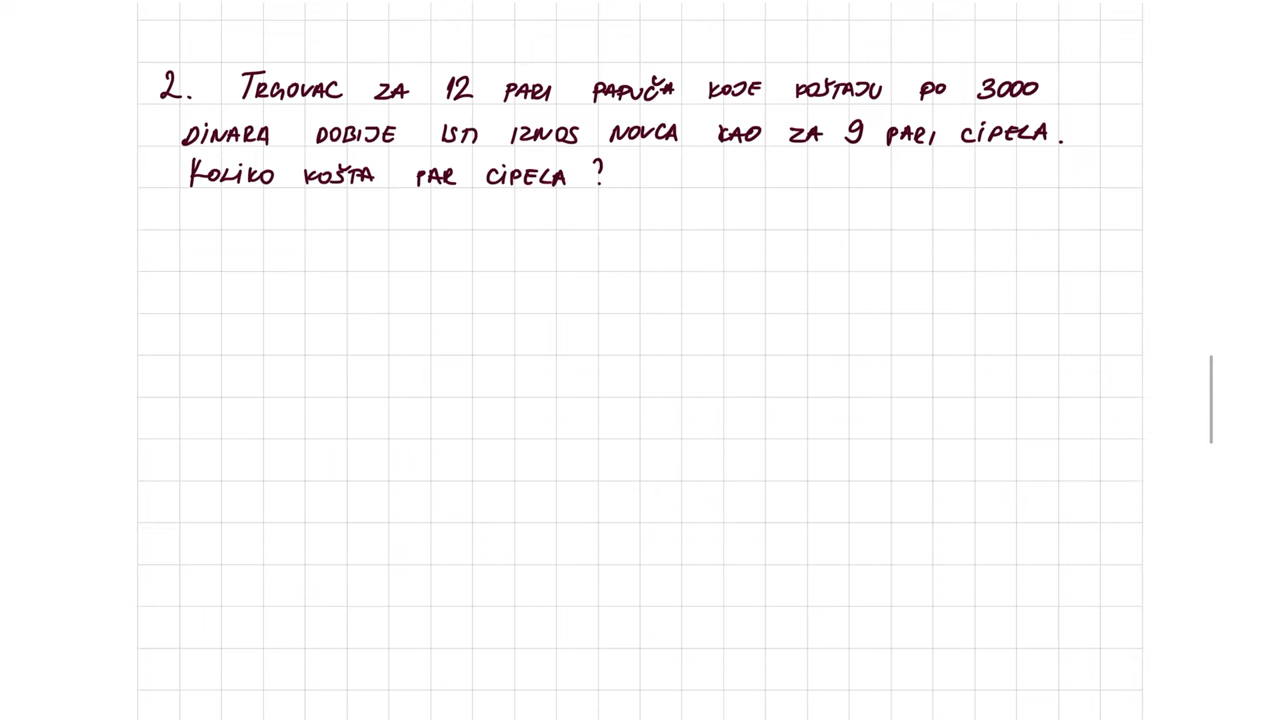 2. Trgovac za 12 pari papuča koje koštaju po 3000
dinara dobije isti iznos novca kao za 9 pari cipela.
Koliko košta par cipela?